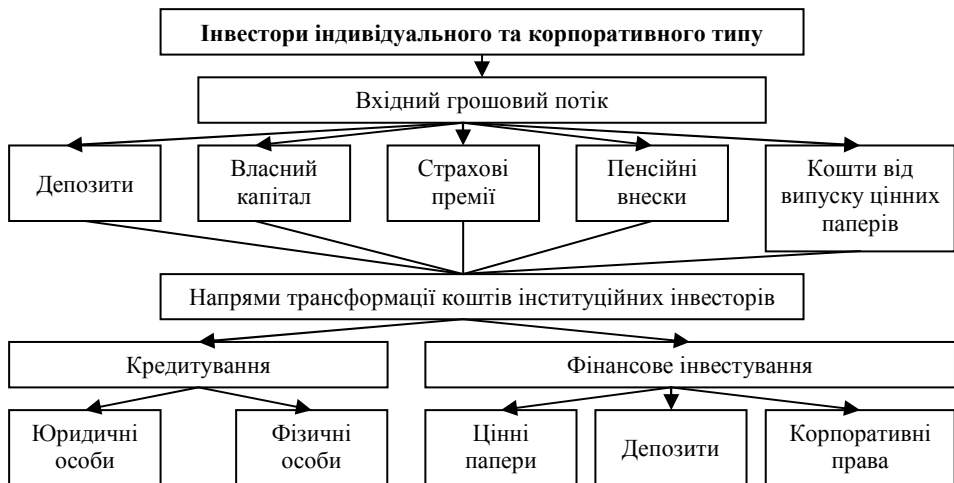 Інвестори індивідуального та корпоративного типу
Вхідний грошовий потік
Депозити
Власний
капітал
Страхові
премії
Пенсійні
внески
Кошти від
випуску цінних
паперів
Напрями трансформації коштів інституційних інвесторів
Кредитування
Фінансове інвестування
Юридичні
особи
Фізичні
особи
Цінні
папери
Депозити
Корпоративні
права